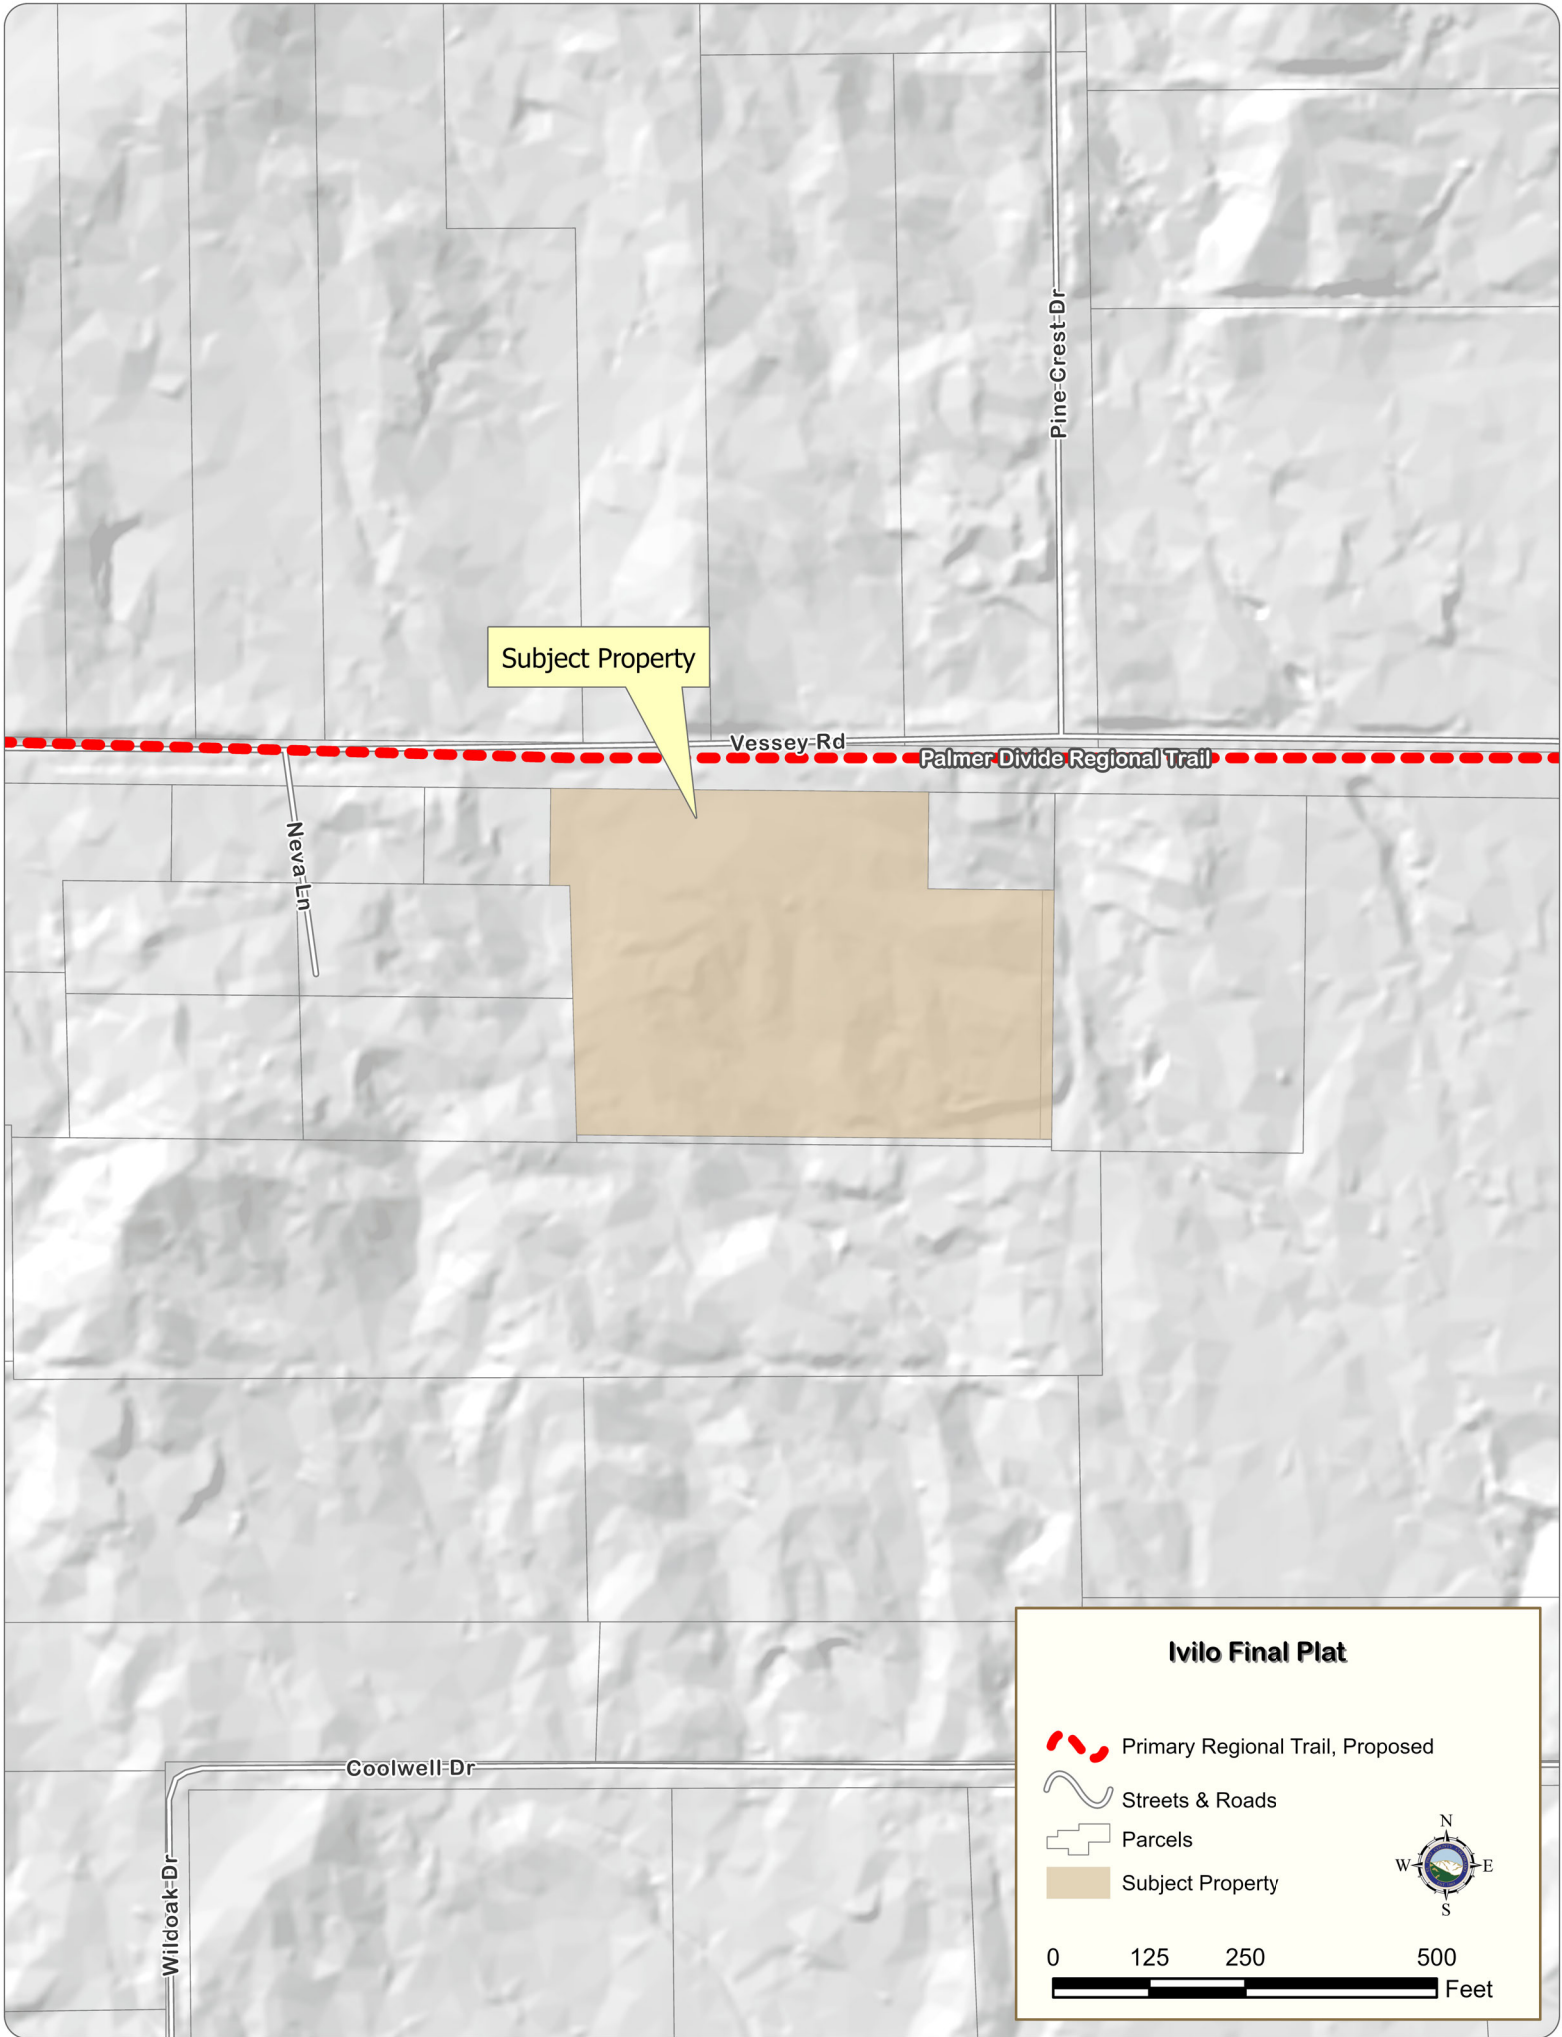 Pine Crest Dr
Subject Property
Vessey Rd
Palmer Divide Regional Trail
Neva Ln
Ivilo Final Plat
Primary Regional Trail, Proposed
Streets & Roads
Parcels
Subject Property
N
W E
S
0 125 250 500
Feet
Coolwell Dr
Wildoak Dr